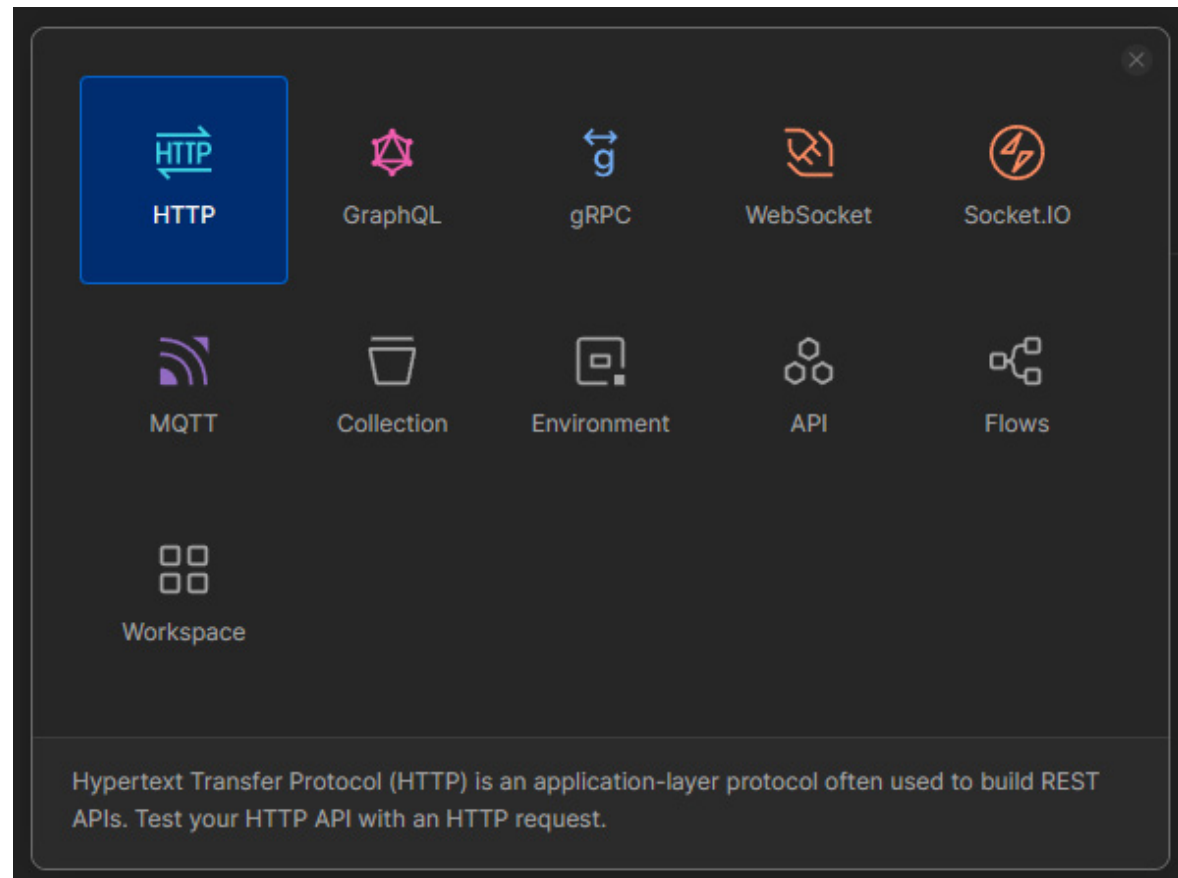 HTTP
HTTP
GraphQL
g
gRPC
WebSocket
Socket.IO
MQTT
Collection
Environment
API
Flows
Workspace
Hypertext Transfer Protocol (HTTP) is an application-layer protocol often used to build REST
APIs. Test your HTTP API with an HTTP request.